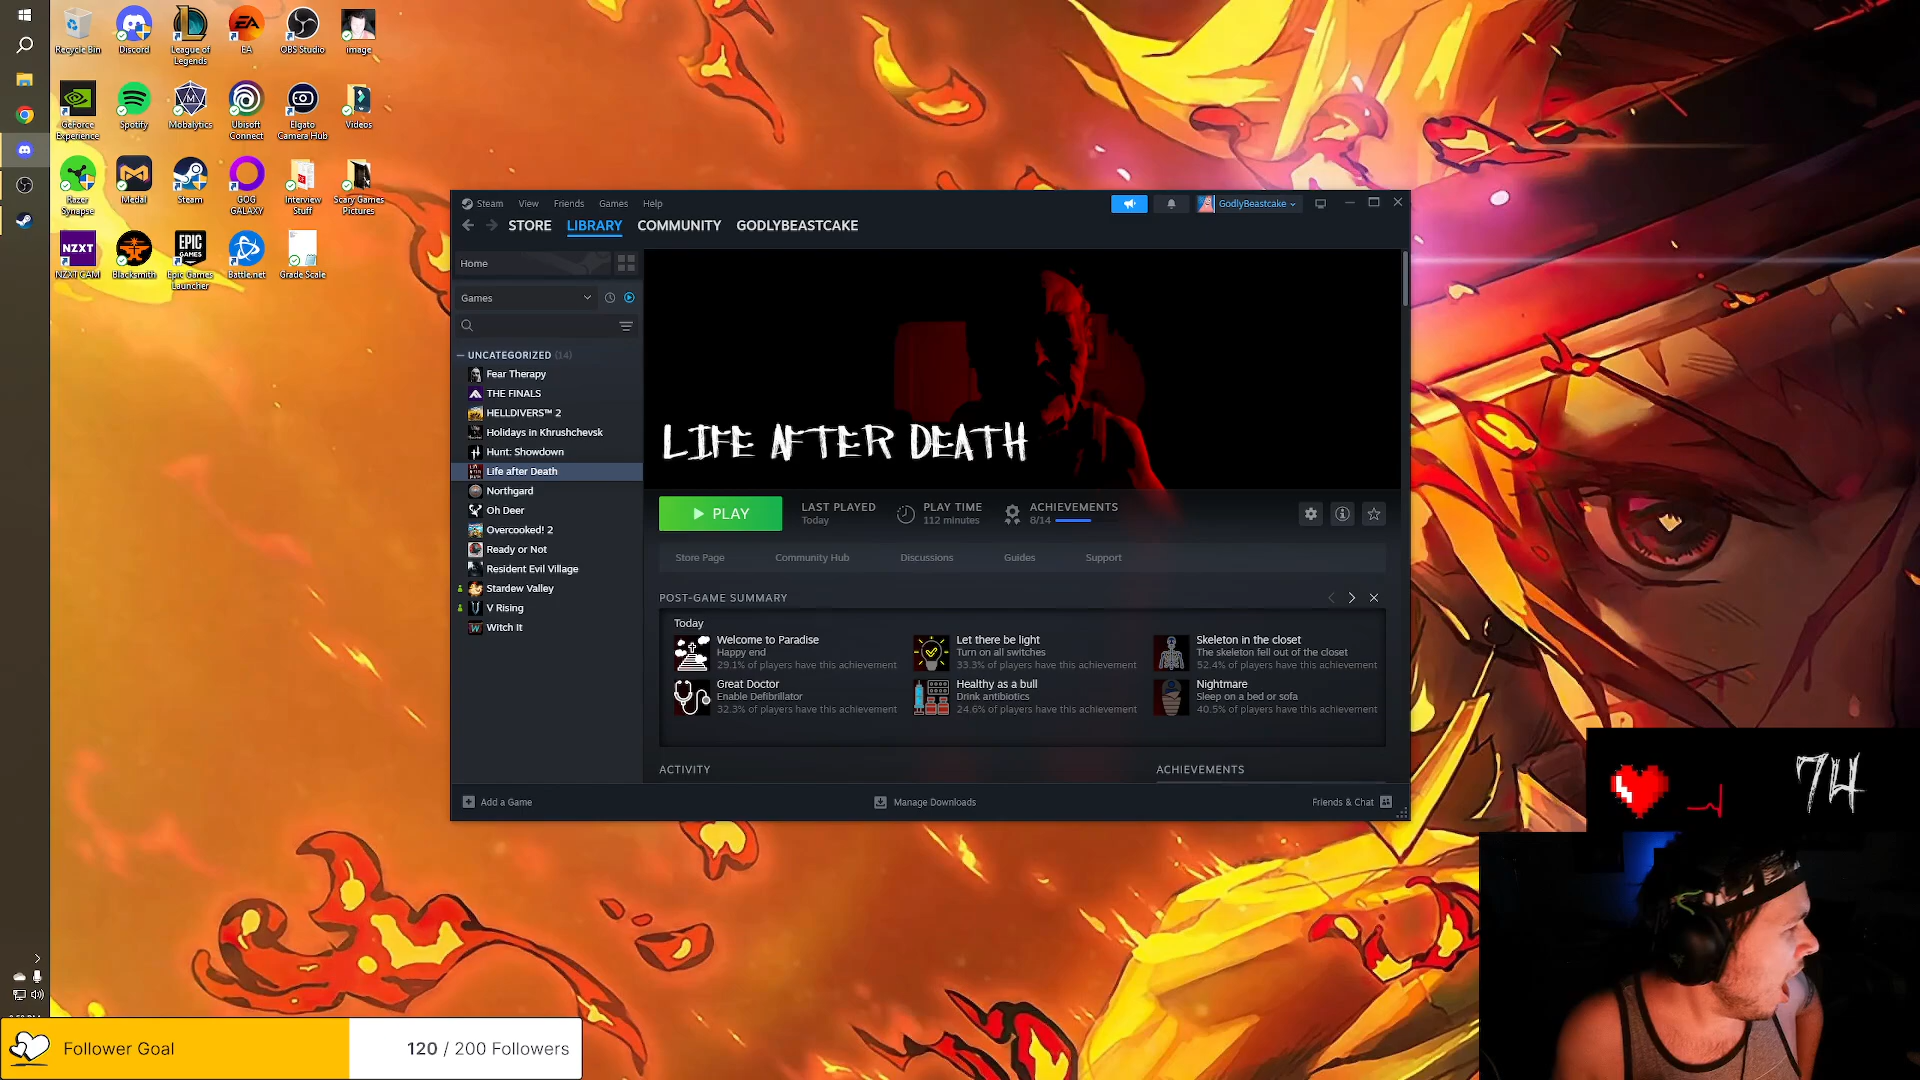 Recycle Bin
Discord
League of
Legends
EA
OBS Studio
image
GeForce
Experience
Spotify
Mobalytics
Ubisoft
Connect
Elgato
Camera Hub
Videos
Razer
Synapse
Medal
Steam
GOG
GALAXY
Interview
Stuff
Scary Games
Pictures
NZXT
NZXT CAM
Blacksmith
EPIC
GAMES
Epic Games
Launcher
Battle.net
Grade Scale
Steam View Friends Games Help
GodlyBeastcake
STORE LIBRARY COMMUNITY GODLYBEASTCAKE
Home
Games
UNCATEGORIZED (14)
Fear Therapy
THE FINALS
HELLDIVERS™ 2
Holidays in Khrushchevsk
Hunt: Showdown
Life after Death
Northgard
Oh Deer
Overcooked! 2
Ready or Not
Resident Evil Village
Stardew Valley
V Rising
Witch It
LIFE AFTER DEATH
PLAY
LAST PLAYED
Today
PLAY TIME
112 minutes
ACHIEVEMENTS
8/14
Store Page Community Hub Discussions Guides Support
POST-GAME SUMMARY
Today
Welcome to Paradise
Happy end
29.1% of players have this achievement
Let there be light
Turn on all switches
33.3% of players have this achievement
Skeleton in the closet
The skeleton fell out of the closet
52.4% of players have this achievement
Great Doctor
Enable Defibrillator
32.3% of players have this achievement
Healthy as a bull
Drink antibiotics
24.6% of players have this achievement
Nightmare
Sleep on a bed or sofa
40.5% of players have this achievement
ACTIVITY
ACHIEVEMENTS
Add a Game
Manage Downloads
Friends & Chat
74
Follower Goal
120 / 200 Followers